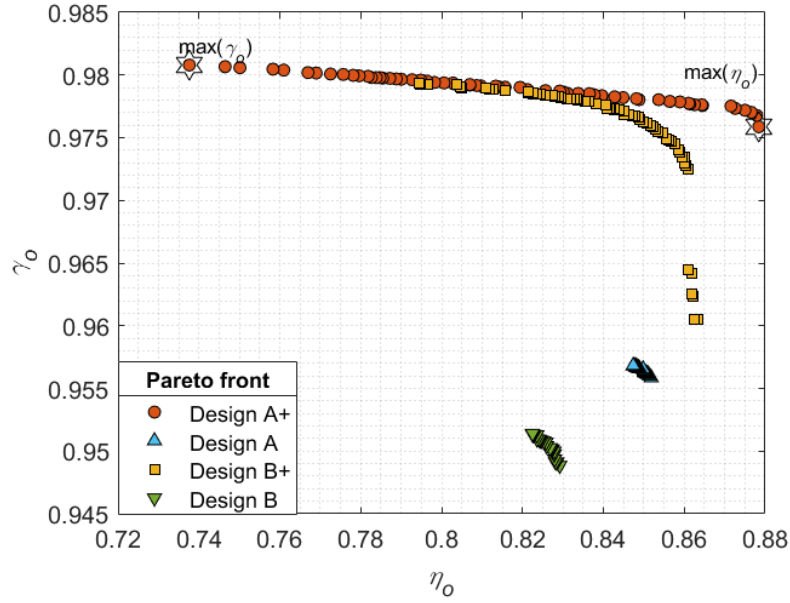 0.985
0.98
0.975
0.97
0.965
0.96
0.955
0.95
0.945
γₒ
max(γₒ)
max(ηₒ)
Pareto front
Design A+
Design A
Design B+
Design B
0.72 0.74 0.76 0.78 0.8 0.82 0.84 0.86 0.88
ηₒ